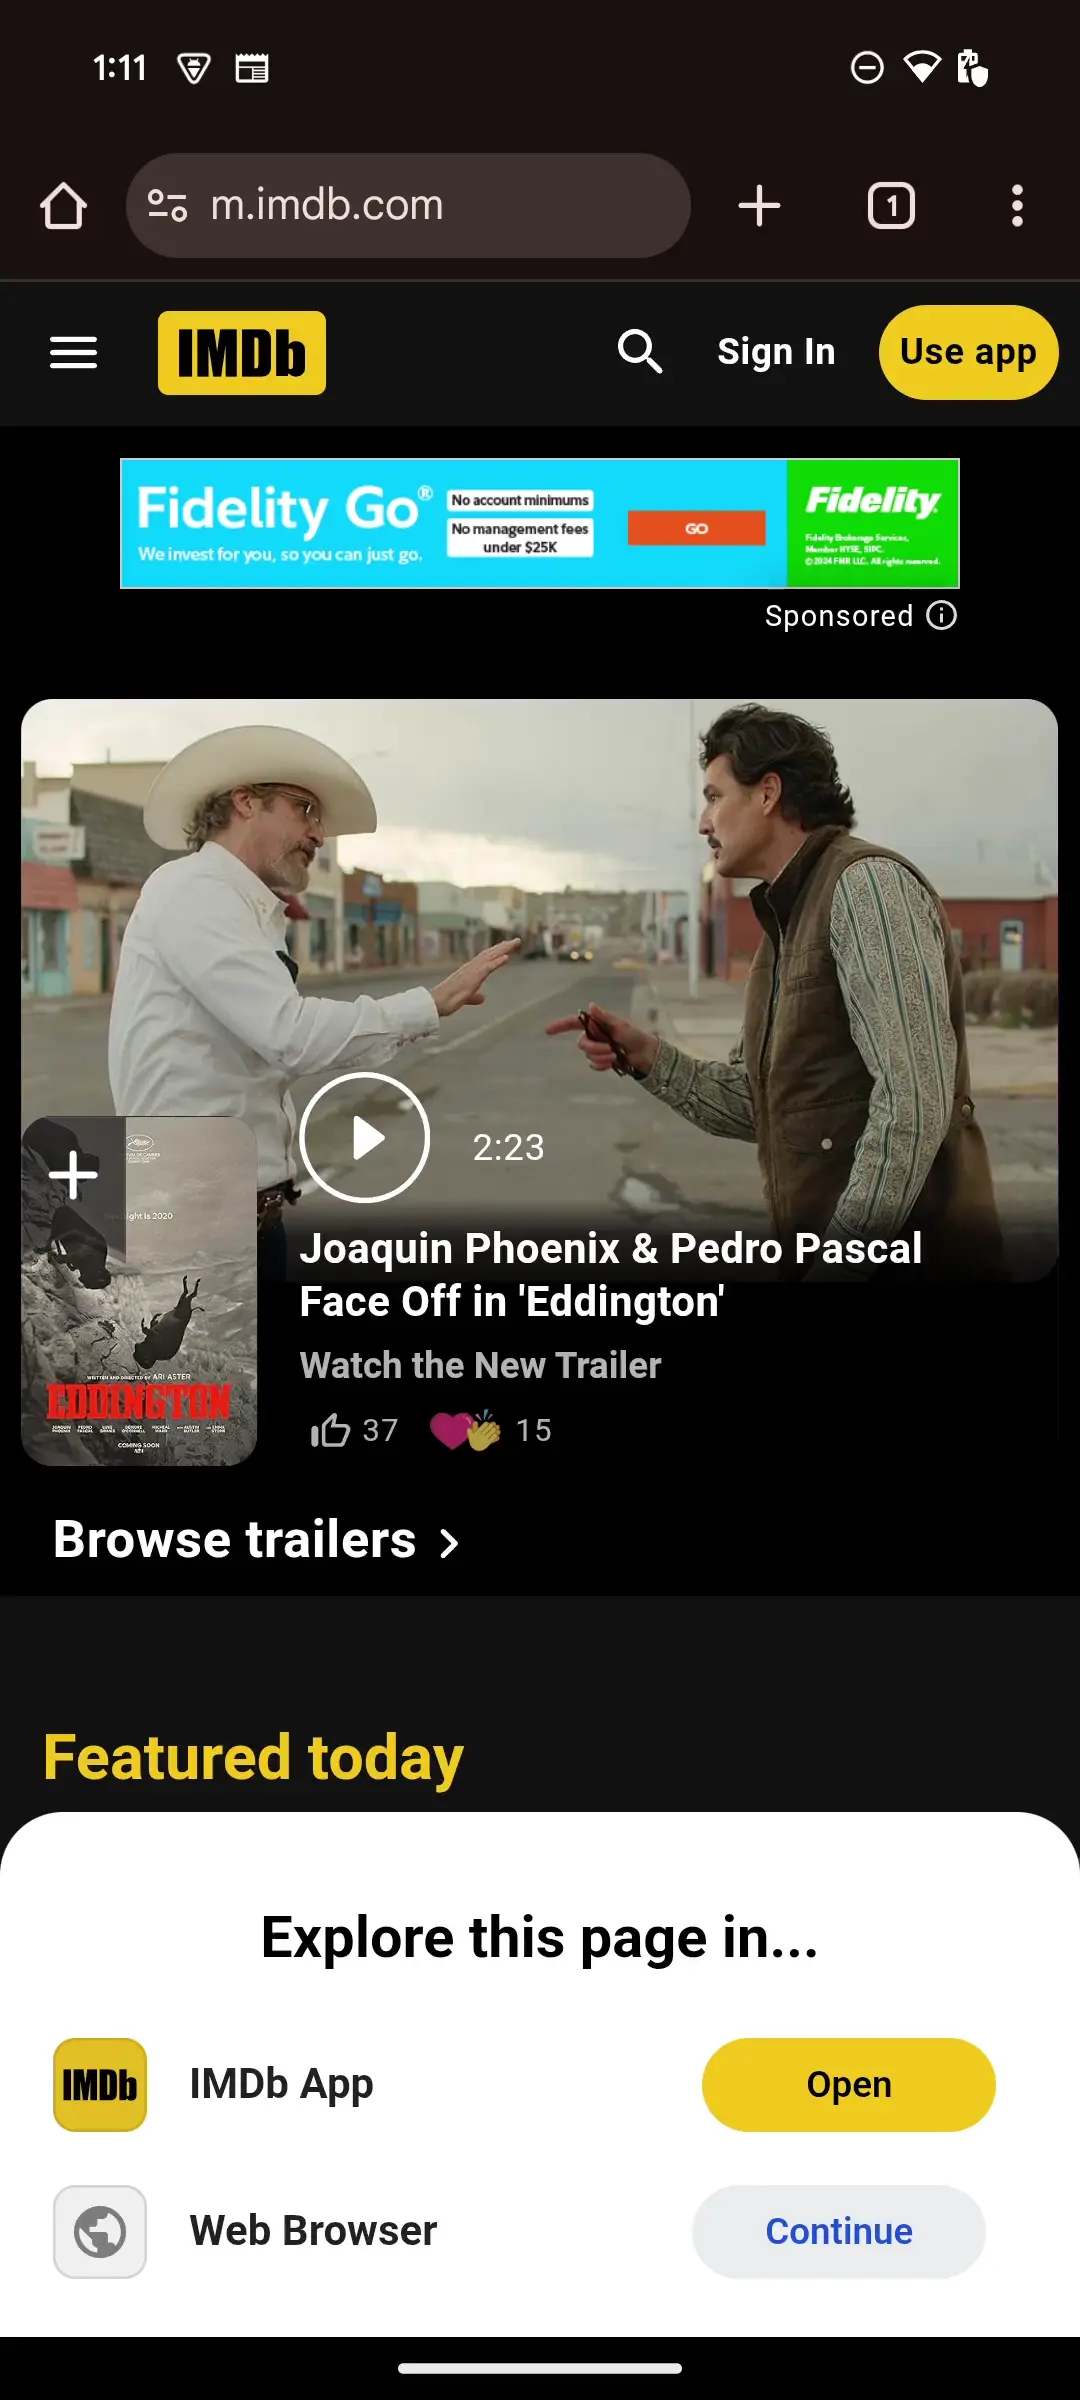 1:11
m.imdb.com
1
IMDb
Sign In
Use app
Fidelity Go®
We invest for you, so you can just go.
No account minimums
No management fees
under $25K
GO
Fidelity
Fidelity Brokerage Services,
Member NYSE, SIPC.
©2024 FMR LLC. All rights reserved.
Sponsored
2:23
light is 2020
WRITTEN AND DIRECTED BY ARI ASTER
EDDINGTON
COMING SOON
Joaquin Phoenix & Pedro Pascal
Face Off in 'Eddington'
Watch the New Trailer
37
15
Browse trailers
Featured today
Explore this page in...
IMDb
IMDb App
Open
Web Browser
Continue